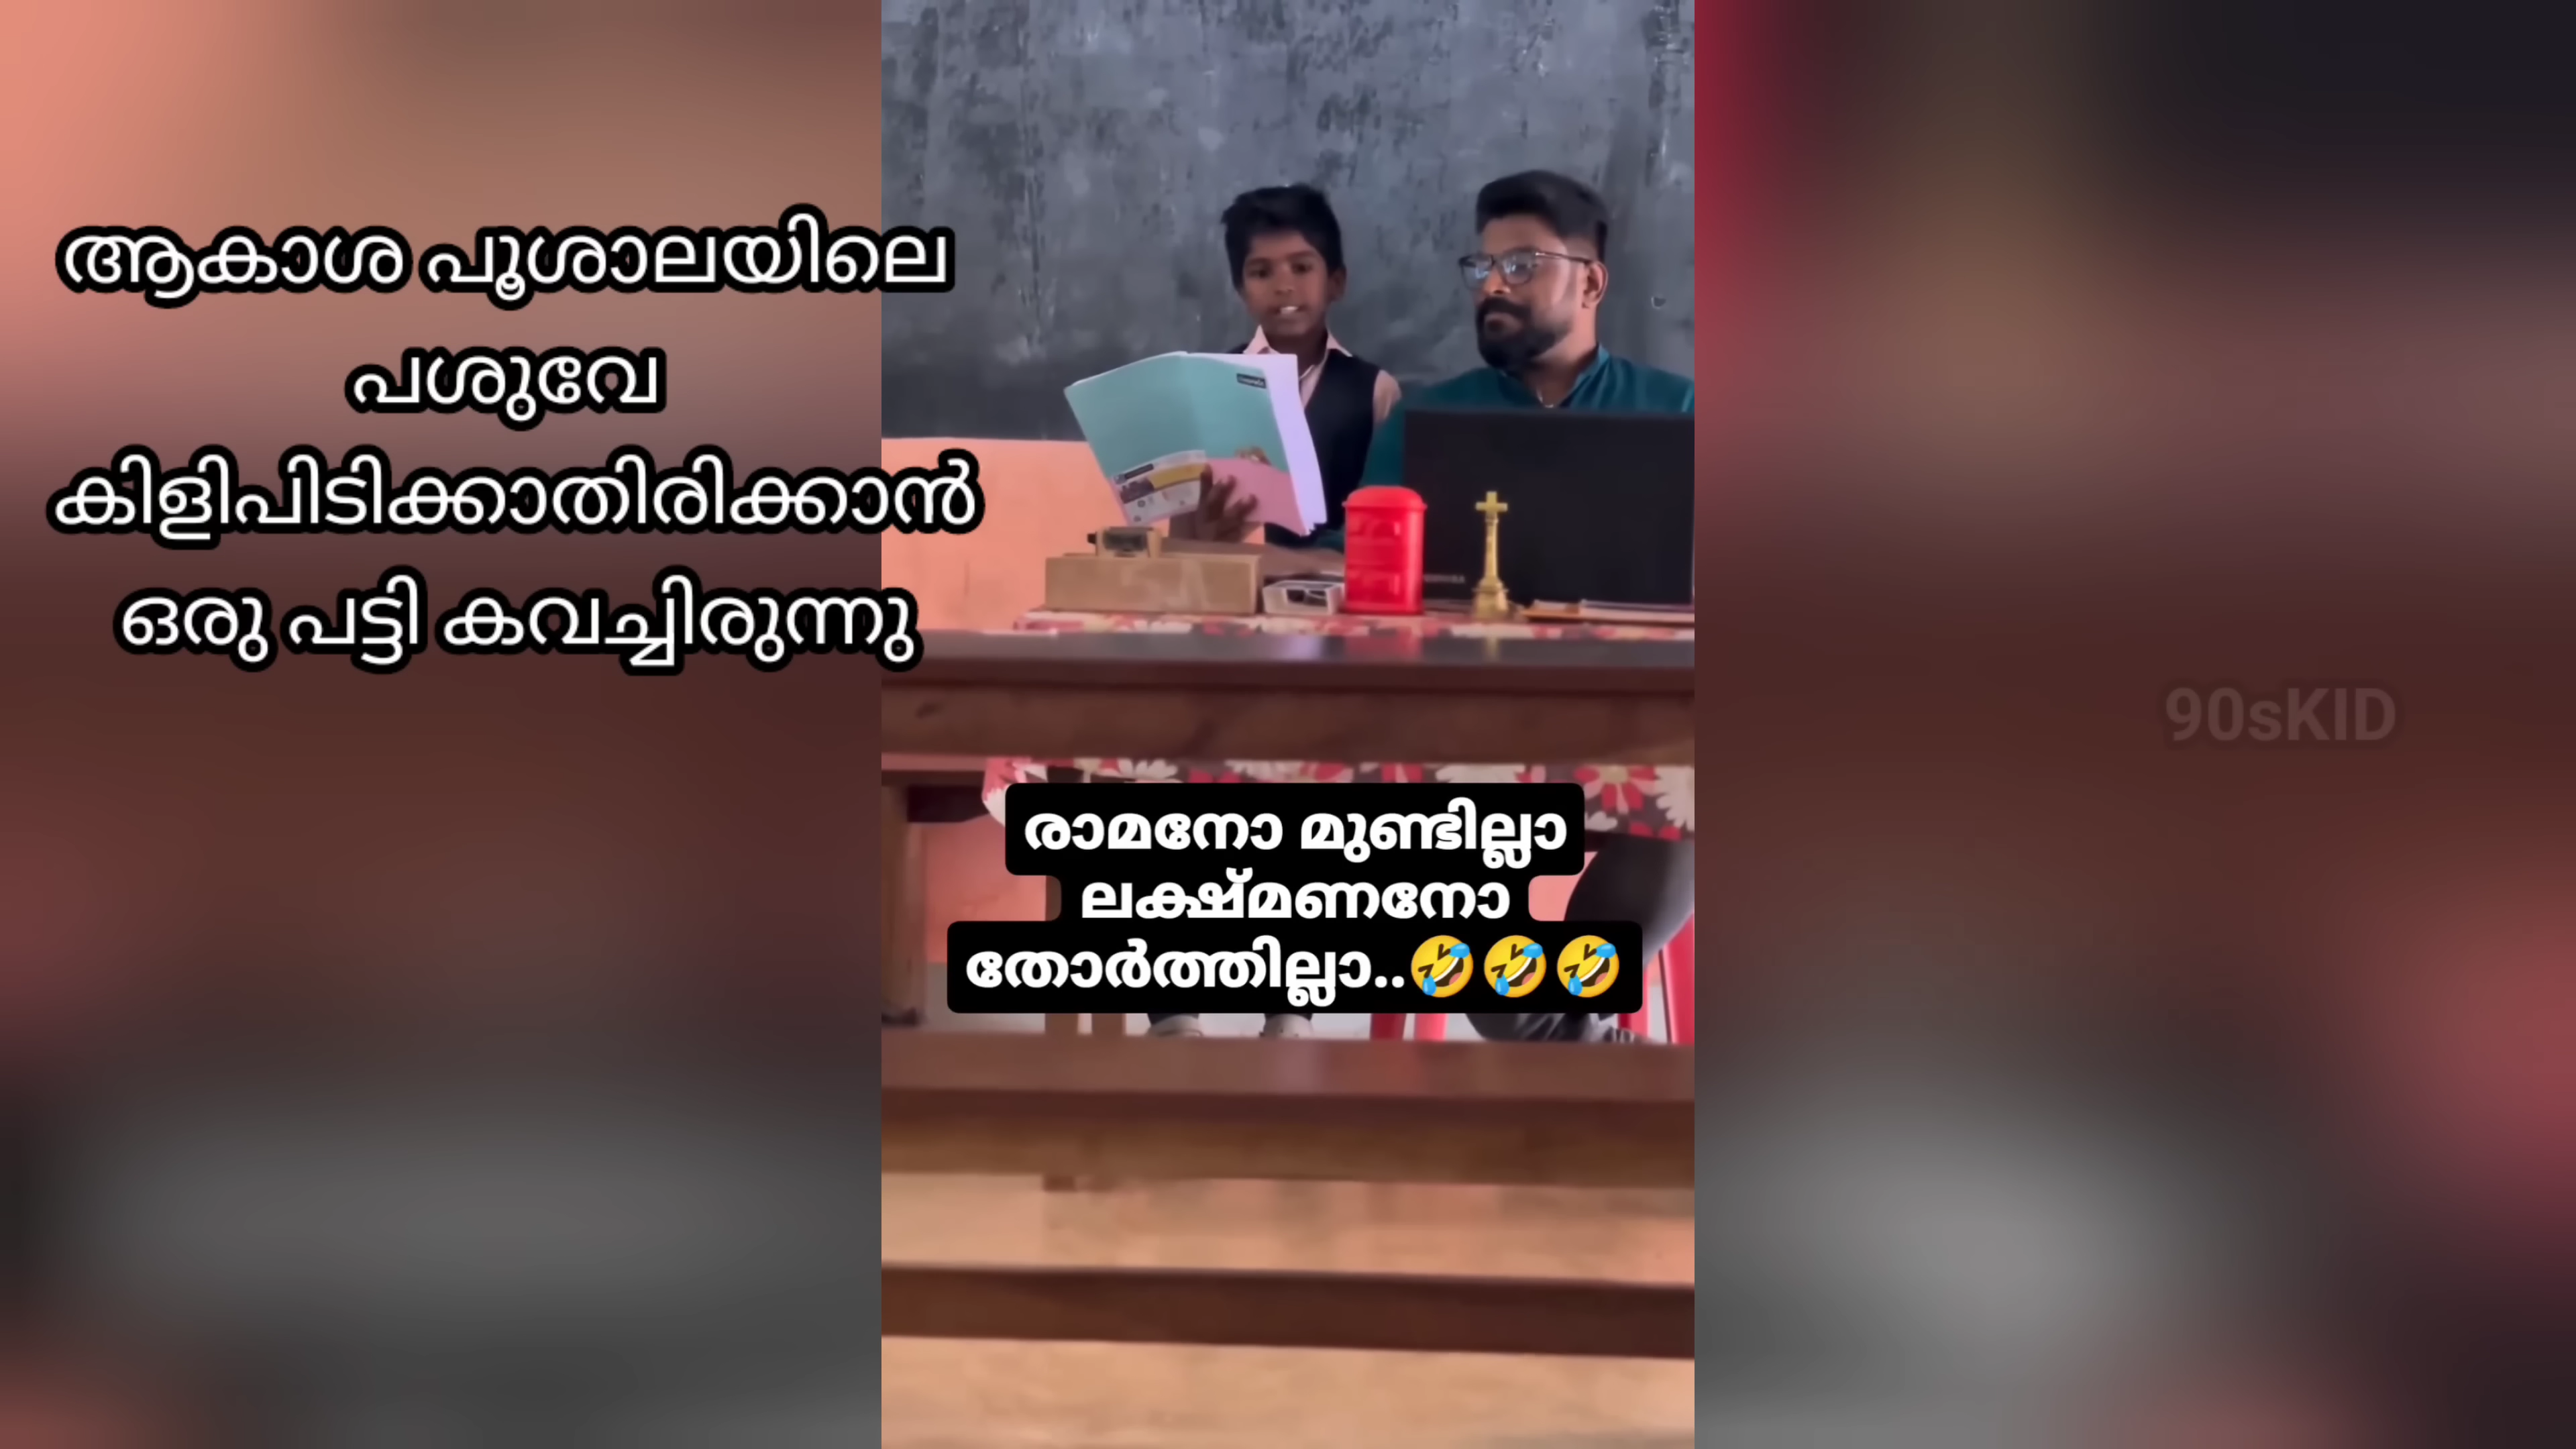 ആകാശ പൂശാലയിലെ
പശുവേ
കിളിപിടിക്കാതിരിക്കാൻ
ഒരു പട്ടി കവച്ചിരുന്നു
90sKID
രാമനോ മുണ്ടില്ലാ
ലക്ഷ്മണനോ
തോർത്തില്ലാ..🤣🤣🤣